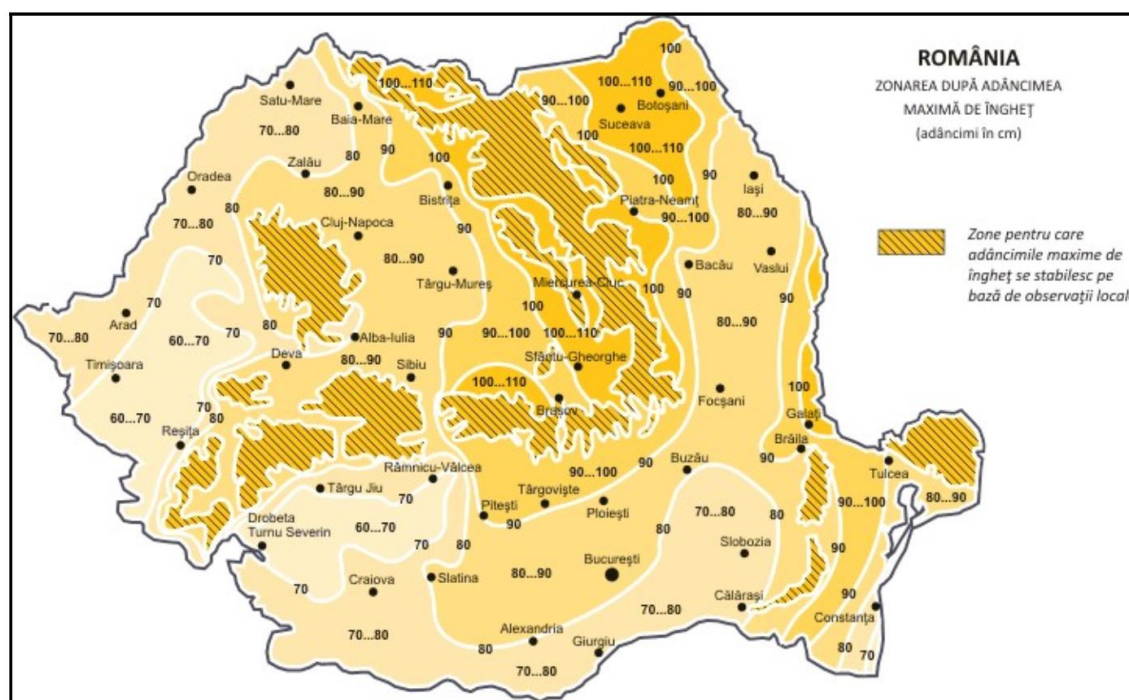 ROMÂNIA
ZONAREA DUPĂ ADÂNCIMEA
MAXIMĂ DE ÎNGHEȚ
(adâncimi în cm)
Zone pentru care
adâncimile maxime de
îngheț se stabilesc pe
bază de observații local
100
100...110
100...110
90...100
90...100
Satu-Mare
Baia-Mare
Botoșani
Suceava
70...80
100
80
90
100
100...110
Zalău
90
Iași
Oradea
80...90
Bistrița
100
Piatra-Neamț
80
80...90
70...80
Cluj-Napoca
90
90...100
70
80...90
Târgu-Mureș
Bacău
Vaslui
90
90
Miercurea-Ciuc
100
70
100
Arad
70...80
60...70
70
80
Alba-Iulia
90
90...100
100...110
80...90
Timișoara
Deva
80...90
Sibiu
Sfântu-Gheorghe
100...110
100
Focșani
60...70
70
80
Brașov
Galați
Reșița
Brăila
Râmnicu-Vâlcea
90...100
90
Buzău
90
Tulcea
Târgu Jiu
70
Pitești
Târgoviște
Ploiești
90
90...100
80...90
Drobeta
Turnu Severin
60...70
70...80
80
80
70
80
București
Slobozia
90
70
Craiova
Slatina
80...90
70...80
Călărași
90
Constanța
70...80
Alexandria
80
Giurgiu
80
70
70...80